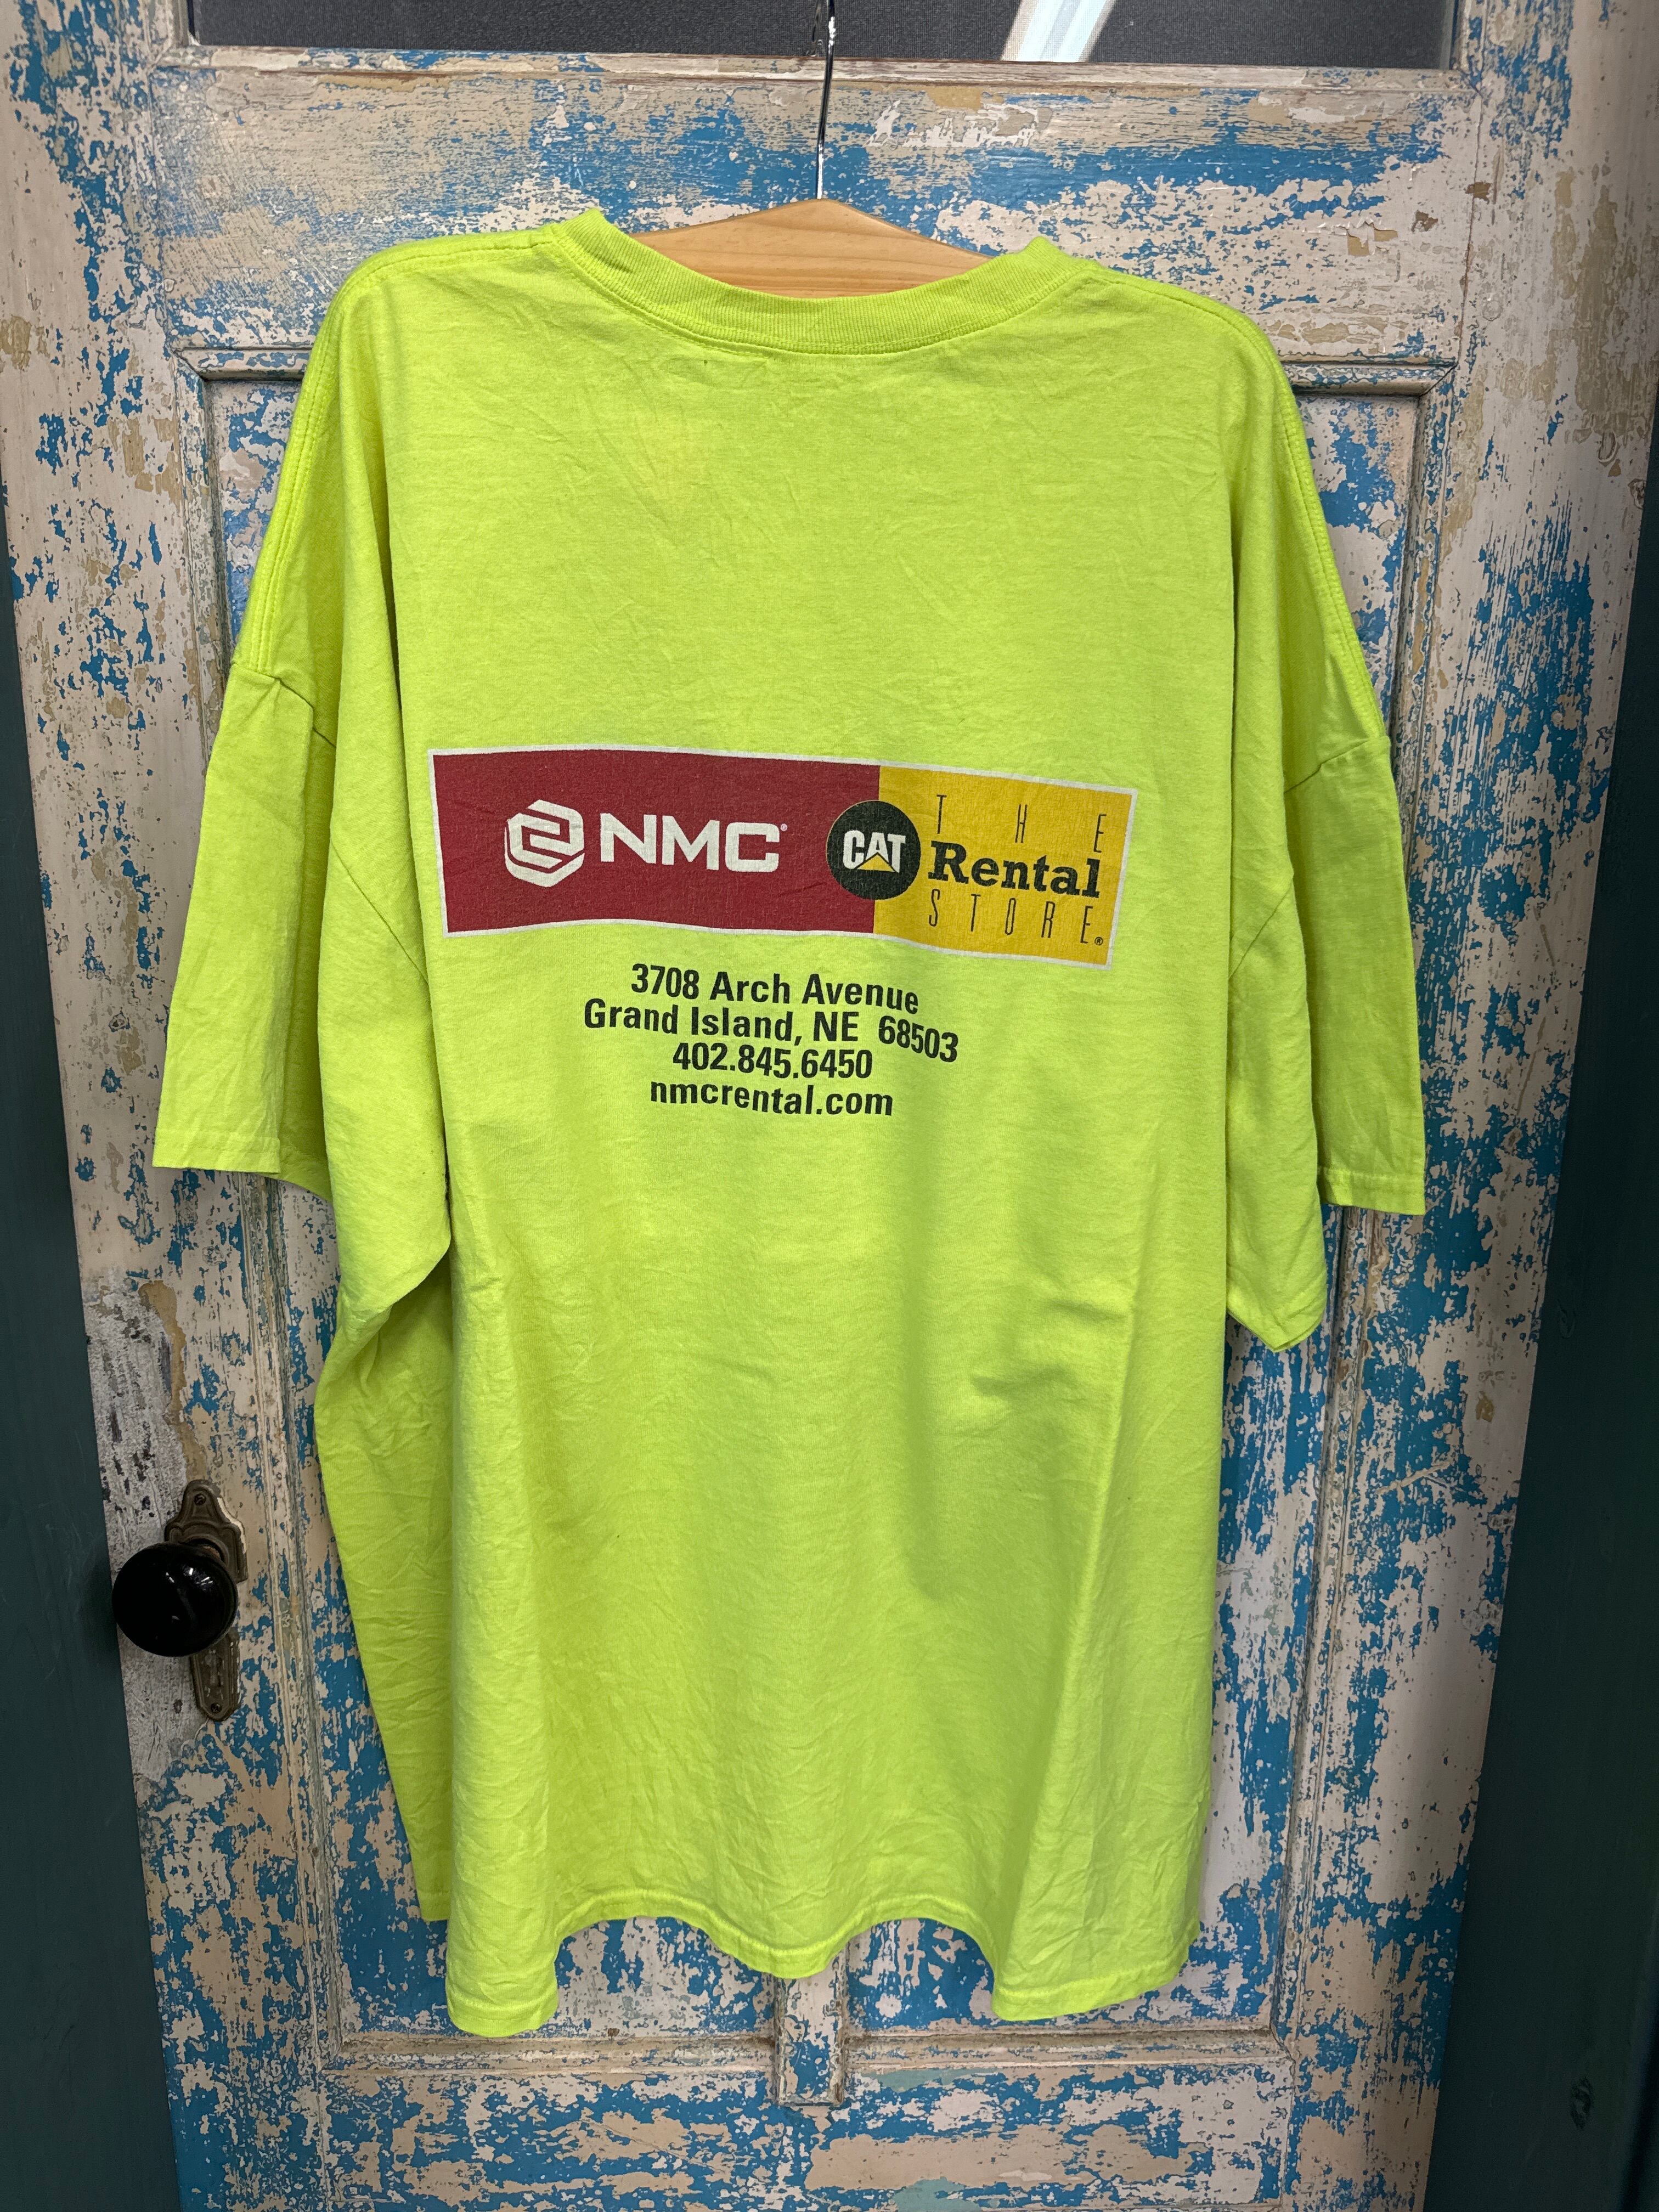 NMC®
CAT
THE
Rental
STORE®
3708 Arch Avenue
Grand Island, NE 68503
402.845.6450
nmcrental.com